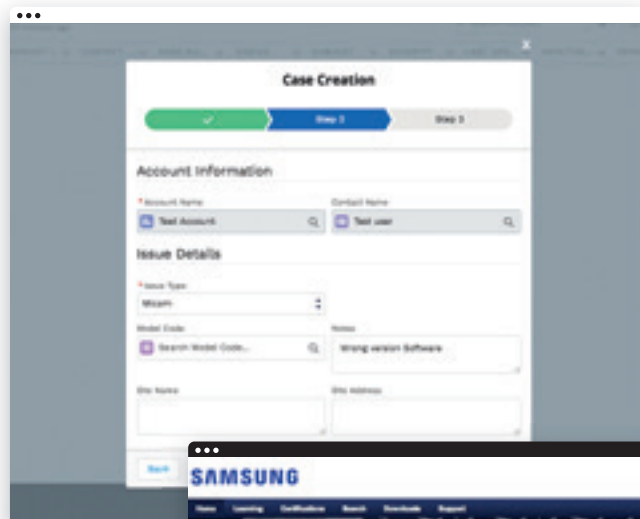 Case Creation
Step 2
Step 3
Account Information
* Account Name
Contact Name
Test Account
Test user
Issue Details
* Issue Type
Model Code
Notes
Search Model Code...
Wrong version Software
Site Name
Site Address
Back
SAMSUNG
Home Learning Certifications Search Downloads Support